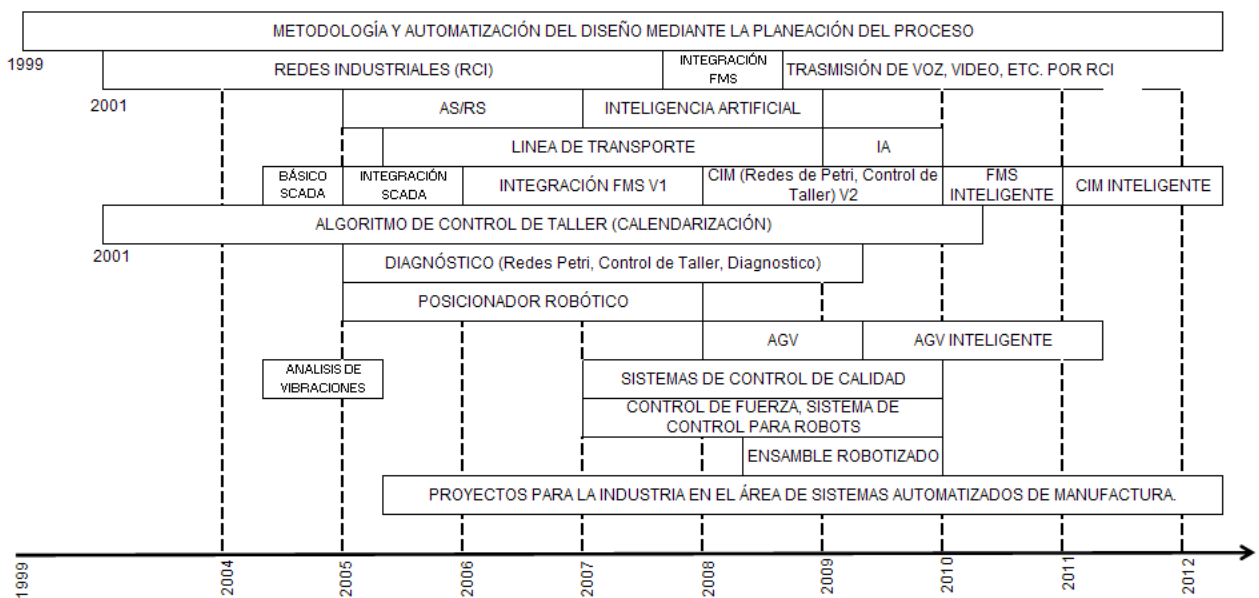 METODOLOGÍA Y AUTOMATIZACIÓN DEL DISEÑO MEDIANTE LA PLANEACIÓN DEL PROCESO
1999
REDES INDUSTRIALES (RCI)
INTEGRACIÓN
FMS
TRASMISIÓN DE VOZ, VIDEO, ETC. POR RCI
2001
AS/RS
INTELIGENCIA ARTIFICIAL
LINEA DE TRANSPORTE
IA
BÁSICO
SCADA
INTEGRACIÓN
SCADA
INTEGRACIÓN FMS V1
CIM (Redes de Petri, Control de
Taller) V2
FMS
INTELIGENTE
CIM INTELIGENTE
ALGORITMO DE CONTROL DE TALLER (CALENDARIZACIÓN)
2001
DIAGNÓSTICO (Redes Petri, Control de Taller, Diagnostico)
POSICIONADOR ROBÓTICO
AGV
AGV INTELIGENTE
ANALISIS DE
VIBRACIONES
SISTEMAS DE CONTROL DE CALIDAD
CONTROL DE FUERZA, SISTEMA DE
CONTROL PARA ROBOTS
ENSAMBLE ROBOTIZADO
PROYECTOS PARA LA INDUSTRIA EN EL ÁREA DE SISTEMAS AUTOMATIZADOS DE MANUFACTURA.
1999
2004
2005
2006
2007
2008
2009
2010
2011
2012